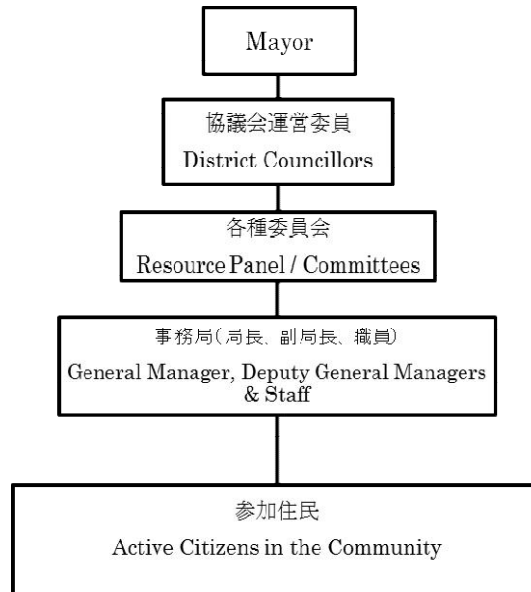 Mayor
協議会運営委員
District Councillors
各種委員会
Resource Panel / Committees
事務局(局長、副局長、職員)
General Manager, Deputy General Managers
& Staff
参加住民
Active Citizens in the Community